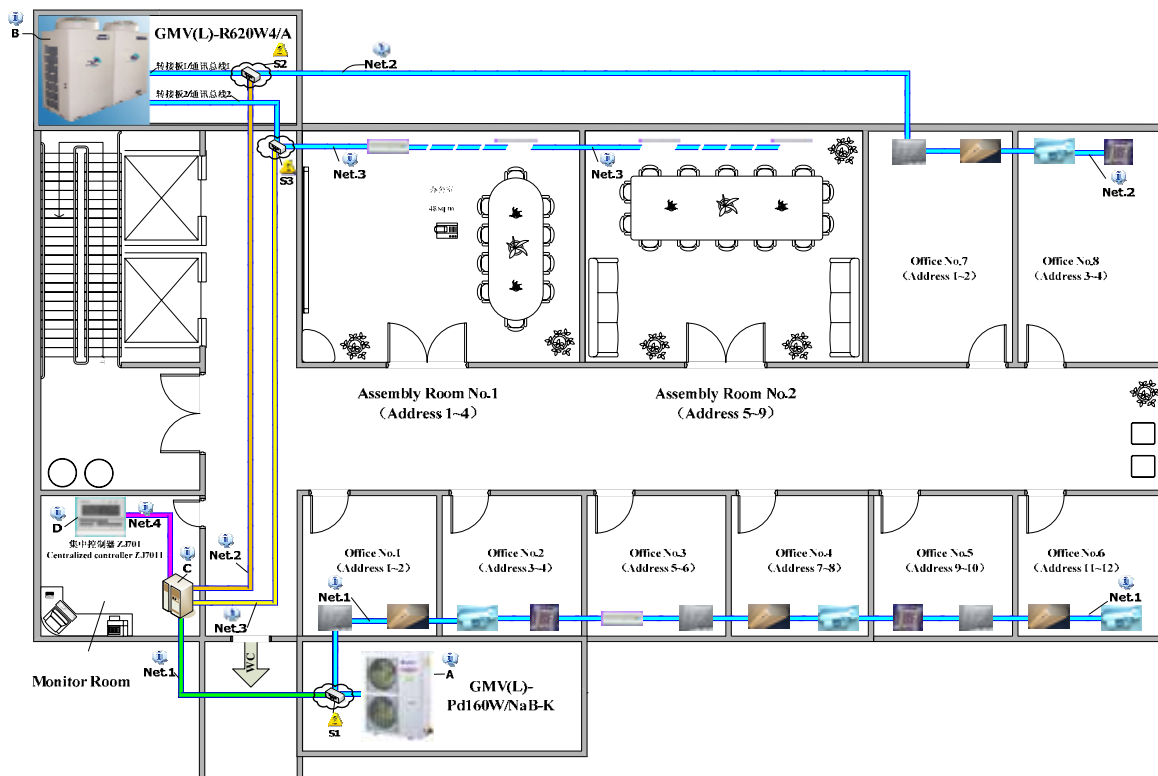 B
GMV(L)-R620W4/A
转接板1/通讯总线1
S2
Net.2
转接板2/通讯总线2
S3
Net.3
Net.3
Net.2
办公室
48sq.m
Office No.7
(Address 1~2)
Office No.8
(Address 3~4)
Assembly Room No.1
(Address 1~4)
Assembly Room No.2
(Address 5~9)
D
Net.4
集中控制器 ZJ701
Centralized controller ZJ7011
C
Net.2
Net.3
Office No.1
(Address 1~2)
Office No.2
(Address 3~4)
Office No.3
(Address 5~6)
Office No.4
(Address 7~8)
Office No.5
(Address 9~10)
Office No.6
(Address 11~12)
Net.1
Net.1
Net.1
WC
Monitor Room
A
GMV(L)-
Pd160W/NaB-K
S1